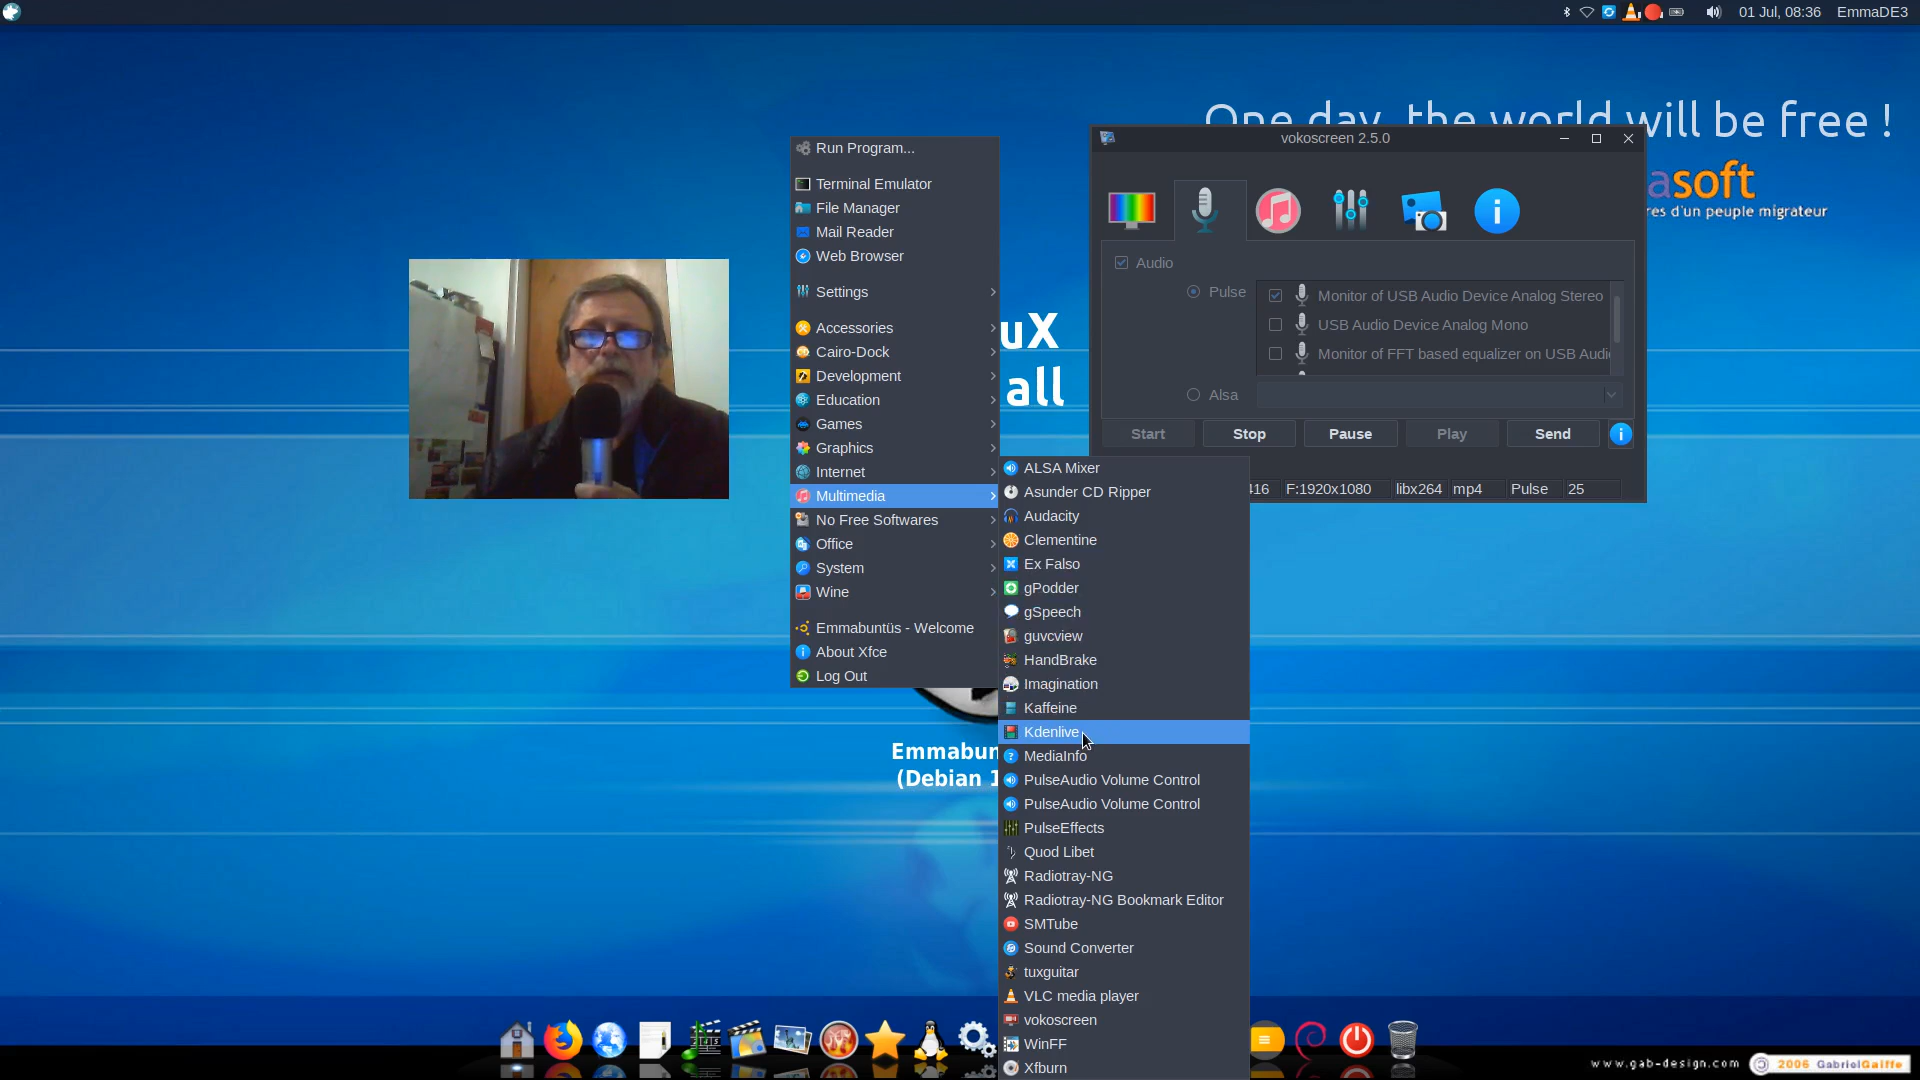 01 Jul, 08:36 EmmaDE3
One day, the world will be free !
vokoscreen 2.5.0
asoft
res d'un peuple migrateur
Audio
Pulse
Monitor of USB Audio Device Analog Stereo
USB Audio Device Analog Mono
Monitor of FFT based equalizer on USB Audi
Alsa
Start Stop Pause Play Send
416 F:1920x1080 libx264 mp4 Pulse 25
uX
all
Run Program...
Terminal Emulator
File Manager
Mail Reader
Web Browser
Settings
Accessories
Cairo-Dock
Development
Education
Games
Graphics
Internet
Multimedia
No Free Softwares
Office
System
Wine
Emmabuntüs - Welcome
About Xfce
Log Out
ALSA Mixer
Asunder CD Ripper
Audacity
Clementine
Ex Falso
gPodder
gSpeech
guvcview
HandBrake
Imagination
Kaffeine
Kdenlive
MediaInfo
PulseAudio Volume Control
PulseAudio Volume Control
PulseEffects
Quod Libet
Radiotray-NG
Radiotray-NG Bookmark Editor
SMTube
Sound Converter
tuxguitar
VLC media player
vokoscreen
WinFF
Xfburn
Emmabun
(Debian 1
www.gab-design.com 2006 GabrielGaiffe